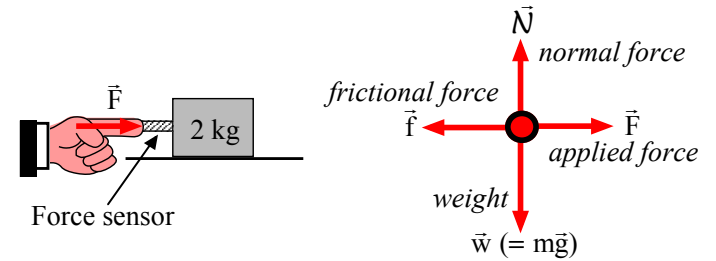 F⃗
2 kg
Force sensor
N⃗
normal force
frictional force
f⃗
F⃗
applied force
weight
w⃗ (= mg⃗)